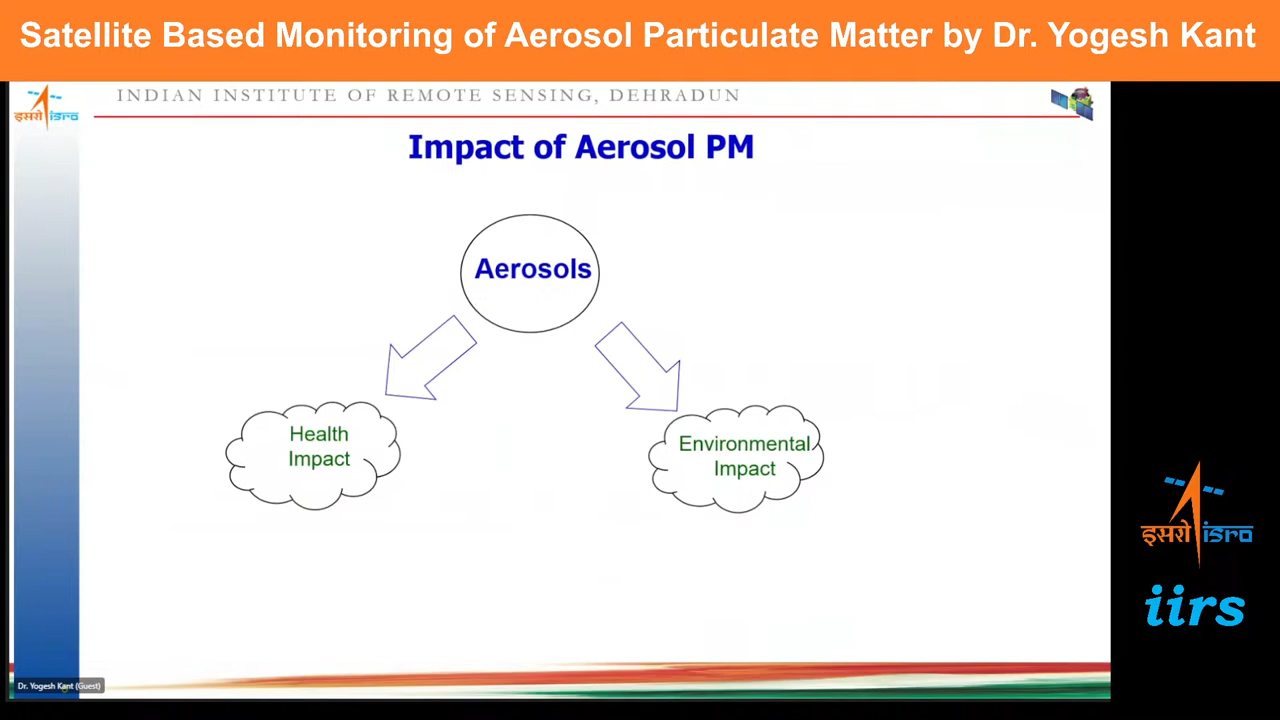 Satellite Based Monitoring of Aerosol Particulate Matter by Dr. Yogesh Kant
INDIAN INSTITUTE OF REMOTE SENSING, DEHRADUN
इसरो isro
Impact of Aerosol PM
Aerosols
Health
Impact
Environmental
Impact
इसरो isro
iirs
Dr. Yogesh Kant (Guest)